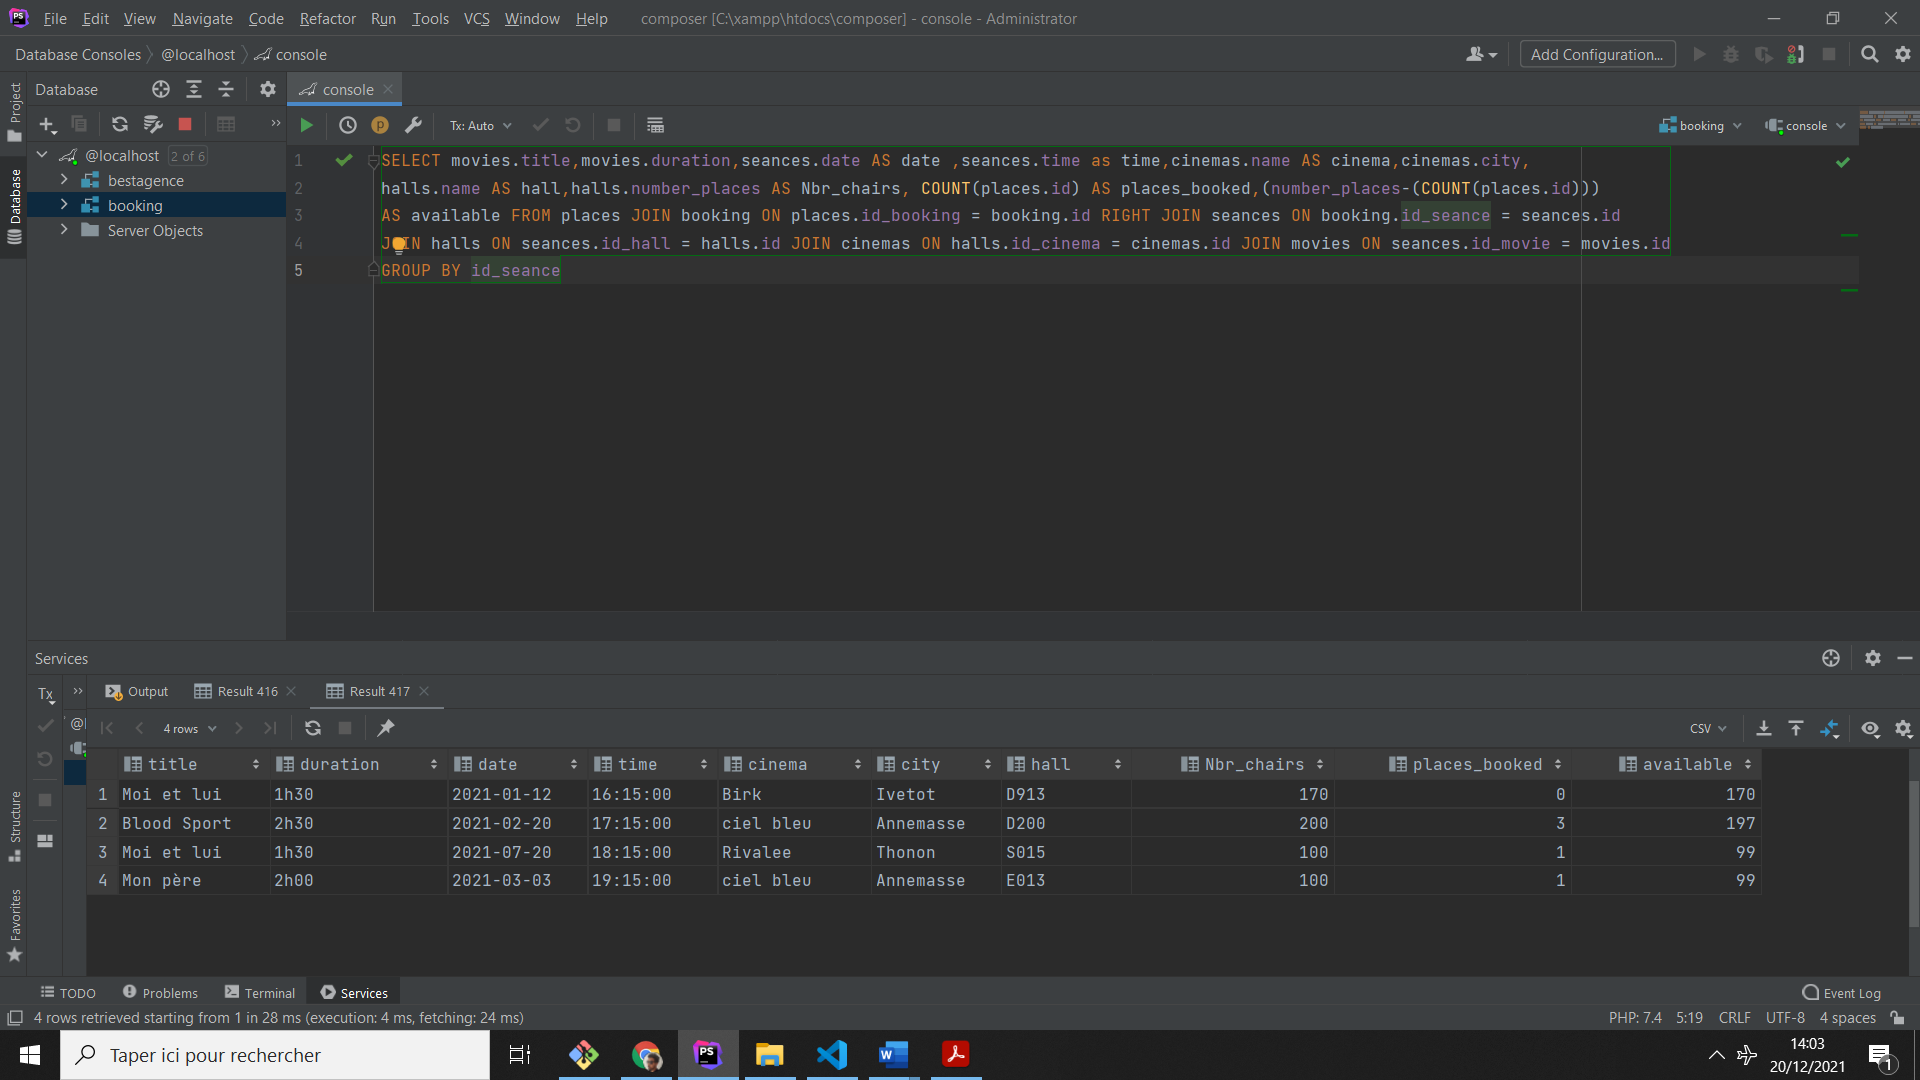 File Edit View Navigate Code Refactor Run Tools VCS Window Help composer [C:\xampp\htdocs\composer] - console - Administrator
Database Consoles @localhost console Add Configuration...
Project
Database
Structure
Favorites
Database
@localhost 2 of 6
bestagence
booking
Server Objects
console
Tx: Auto booking console
1 SELECT movies.title,movies.duration,seances.date AS date ,seances.time as time,cinemas.name AS cinema,cinemas.city,
2 halls.name AS hall,halls.number_places AS Nbr_chairs, COUNT(places.id) AS places_booked,(number_places-(COUNT(places.id)))
3 AS available FROM places JOIN booking ON places.id_booking = booking.id RIGHT JOIN seances ON booking.id_seance = seances.id
4 JOIN halls ON seances.id_hall = halls.id JOIN cinemas ON halls.id_cinema = cinemas.id JOIN movies ON seances.id_movie = movies.id
5 GROUP BY id_seance
Services
Tx Output Result 416 Result 417
4 rows CSV
title duration date time cinema city hall Nbr_chairs places_booked available
1 Moi et lui 1h30 2021-01-12 16:15:00 Birk Ivetot D913 170 0 170
2 Blood Sport 2h30 2021-02-20 17:15:00 ciel bleu Annemasse D200 200 3 197
3 Moi et lui 1h30 2021-07-20 18:15:00 Rivalee Thonon S015 100 1 99
4 Mon père 2h00 2021-03-03 19:15:00 ciel bleu Annemasse E013 100 1 99
TODO Problems Terminal Services Event Log
4 rows retrieved starting from 1 in 28 ms (execution: 4 ms, fetching: 24 ms) PHP: 7.4 5:19 CRLF UTF-8 4 spaces
Taper ici pour rechercher
14:03
20/12/2021
1